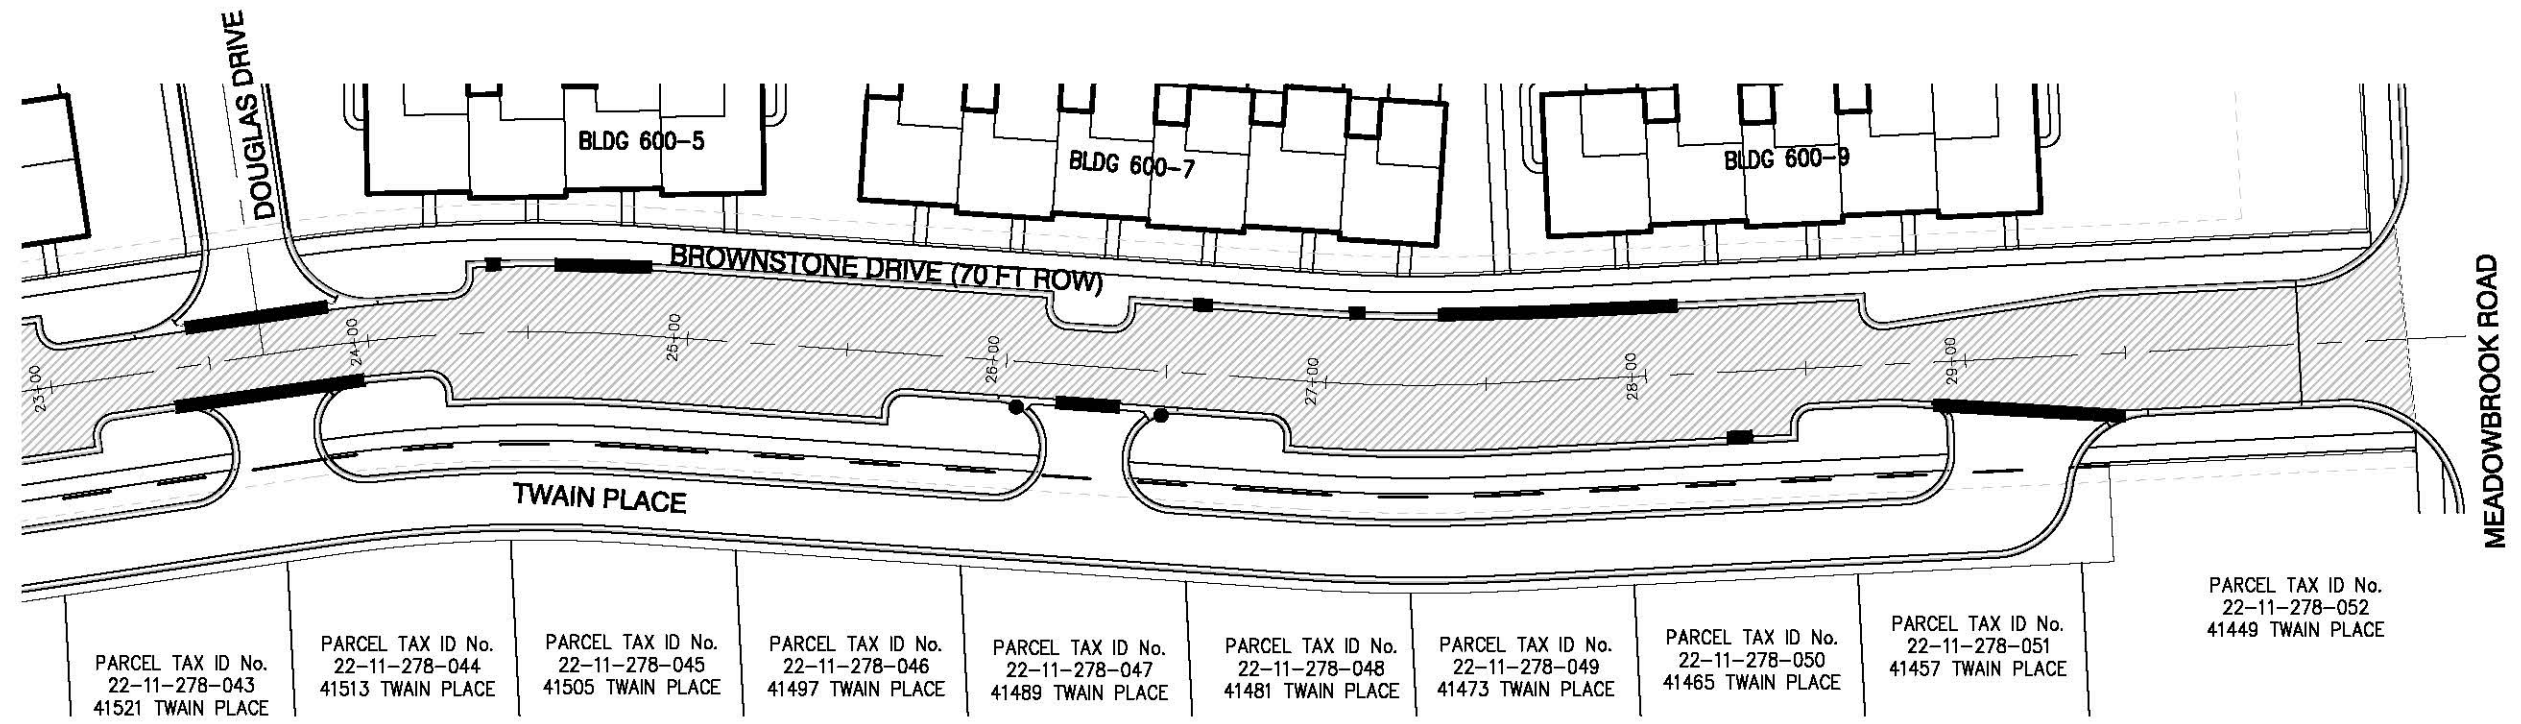 DOUGLAS DRIVE
BLDG 600-5
BLDG 600-7
BLDG 600-9
BROWNSTONE DRIVE (70 FT ROW)
23+00
24+00
25+00
26+00
27+00
28+00
29+00
MEADOWBROOK ROAD
TWAIN PLACE
PARCEL TAX ID No.
22-11-278-043
41521 TWAIN PLACE
PARCEL TAX ID No.
22-11-278-044
41513 TWAIN PLACE
PARCEL TAX ID No.
22-11-278-045
41505 TWAIN PLACE
PARCEL TAX ID No.
22-11-278-046
41497 TWAIN PLACE
PARCEL TAX ID No.
22-11-278-047
41489 TWAIN PLACE
PARCEL TAX ID No.
22-11-278-048
41481 TWAIN PLACE
PARCEL TAX ID No.
22-11-278-049
41473 TWAIN PLACE
PARCEL TAX ID No.
22-11-278-050
41465 TWAIN PLACE
PARCEL TAX ID No.
22-11-278-051
41457 TWAIN PLACE
PARCEL TAX ID No.
22-11-278-052
41449 TWAIN PLACE